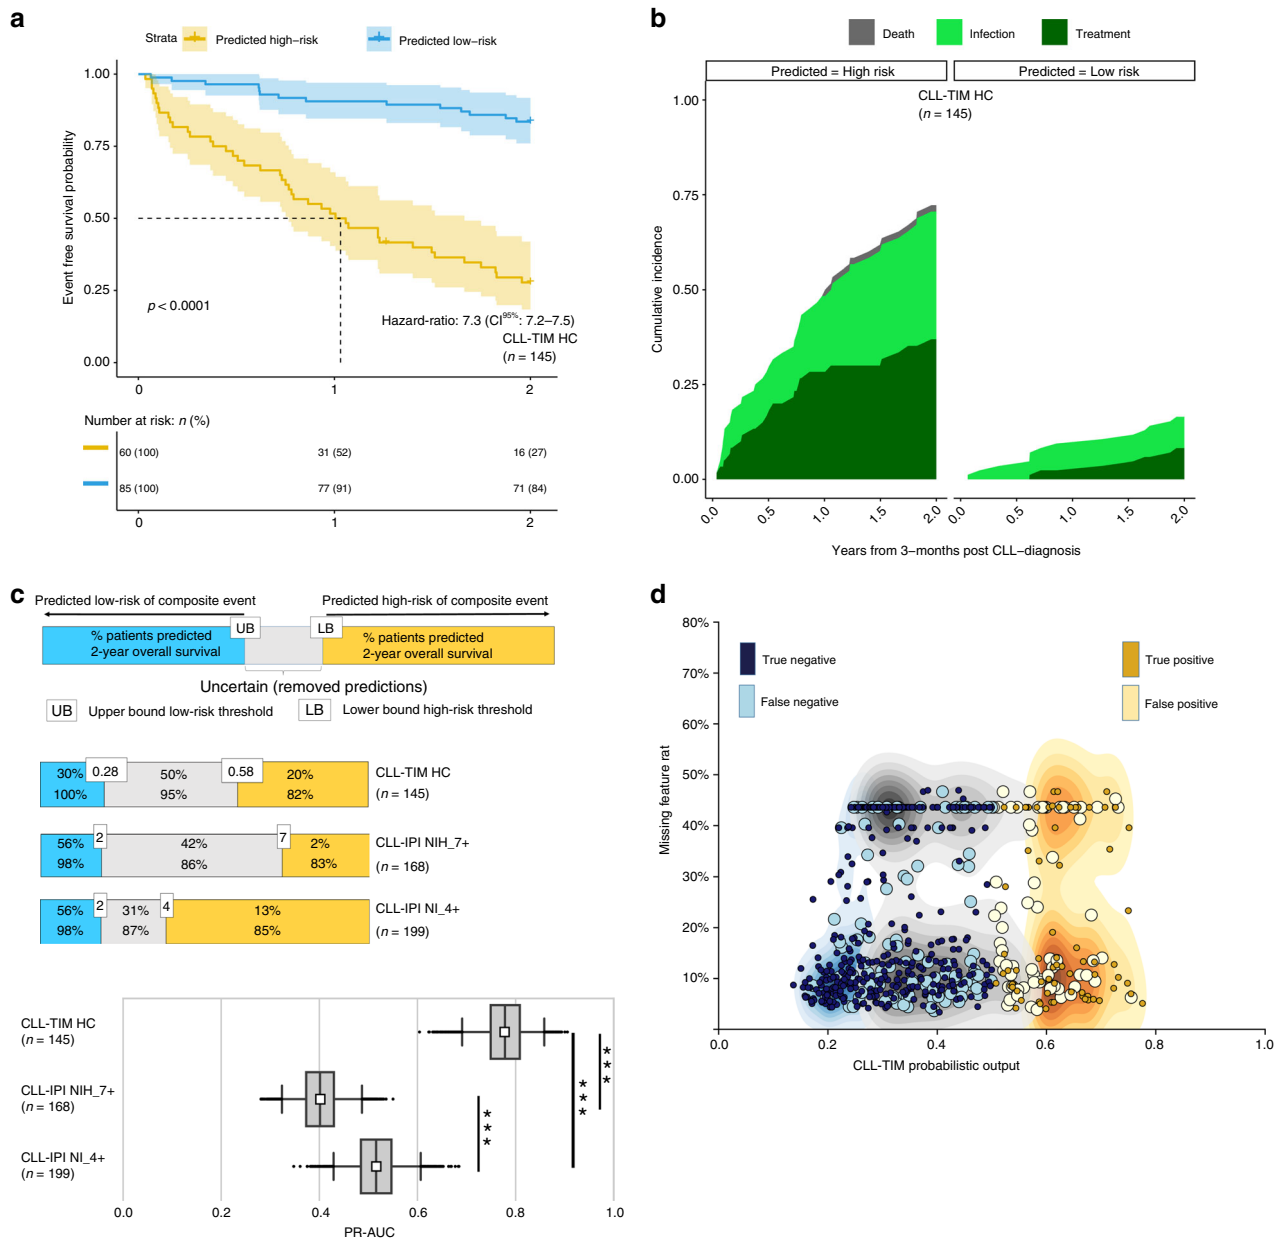 a
Strata Predicted high–risk Predicted low–risk
1.00
0.75
0.50
0.25
0.00
Event free survival probability
p < 0.0001
Hazard-ratio: 7.3 (CI95%: 7.2–7.5)
CLL-TIM HC
(n = 145)
0 1 2
Number at risk: n (%)
60 (100) 31 (52) 16 (27)
85 (100) 77 (91) 71 (84)
0 1 2
b
Death Infection Treatment
Predicted = High risk Predicted = Low risk
CLL-TIM HC
(n = 145)
1.00
0.75
0.50
0.25
0.00
Cumulative incidence
0.0 0.5 1.0 1.5 2.0 0.0 0.5 1.0 1.5 2.0
Years from 3–months post CLL–diagnosis
c
Predicted low-risk of composite event Predicted high-risk of composite event
UB LB
% patients predicted
2-year overall survival
% patients predicted
2-year overall survival
Uncertain (removed predictions)
UB Upper bound low-risk threshold LB Lower bound high-risk threshold
30% 0.28 50% 0.58 20%
100% 95% 82%
CLL-TIM HC
(n = 145)
56% 2 42% 7 2%
98% 86% 83%
CLL-IPI NIH_7+
(n = 168)
56% 2 31% 4 13%
98% 87% 85%
CLL-IPI NI_4+
(n = 199)
CLL-TIM HC
(n = 145)
CLL-IPI NIH_7+
(n = 168)
CLL-IPI NI_4+
(n = 199)
***
***
***
0.0 0.2 0.4 0.6 0.8 1.0
PR-AUC
d
80%
70%
60%
50%
40%
30%
20%
10%
Missing feature rat
True negative
False negative
True positive
False positive
0.0 0.2 0.4 0.6 0.8 1.0
CLL-TIM probabilistic output